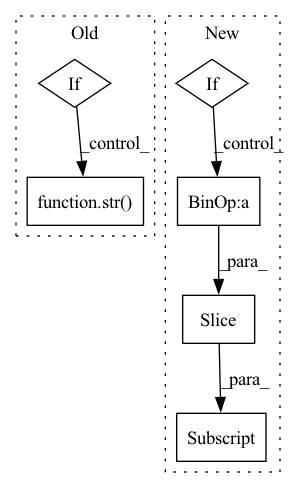 Old
New
If
If
_control_
_control_
function.str()
BinOp:a
_para_
Slice
_para_
Subscript